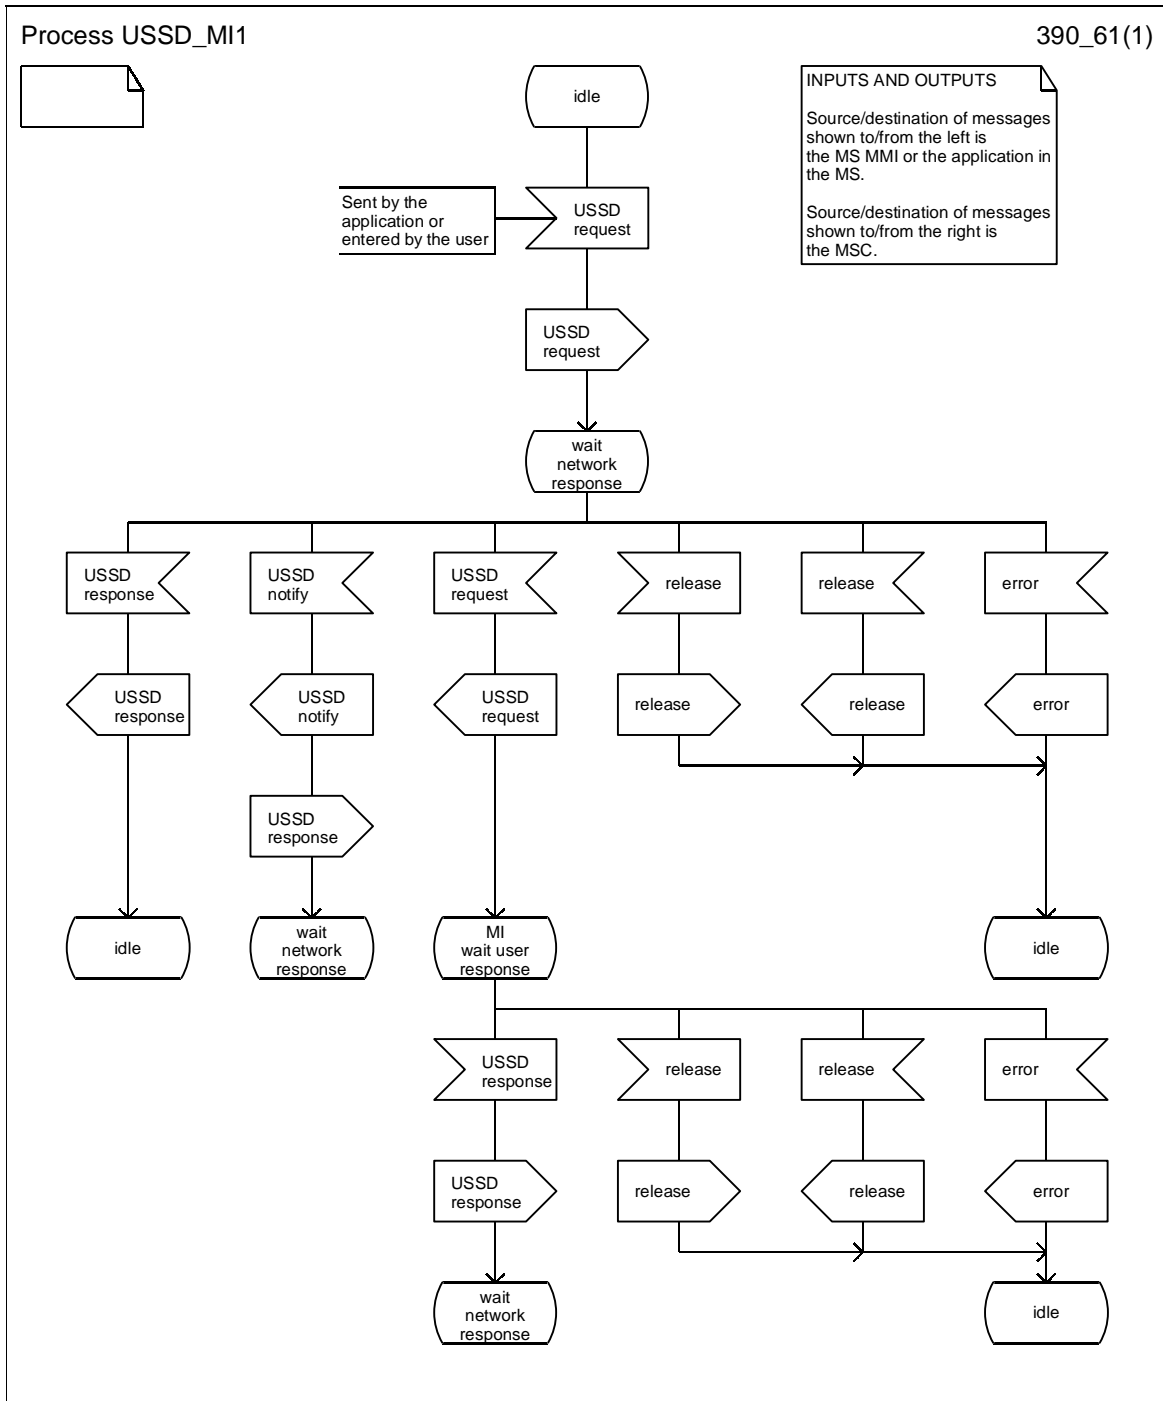 Process USSD_MI1
390_61(1)
idle
INPUTS AND OUTPUTS
Source/destination of messages
shown to/from the left is
the MS MMI or the application in
the MS.
Source/destination of messages
shown to/from the right is
the MSC.
Sent by the
application or
entered by the user
USSD
request
USSD
request
wait
network
response
USSD
response
USSD
notify
USSD
request
release
release
error
USSD
response
USSD
notify
USSD
request
release
release
error
USSD
response
idle
wait
network
response
MI
wait user
response
idle
USSD
response
release
release
error
USSD
response
release
release
error
wait
network
response
idle